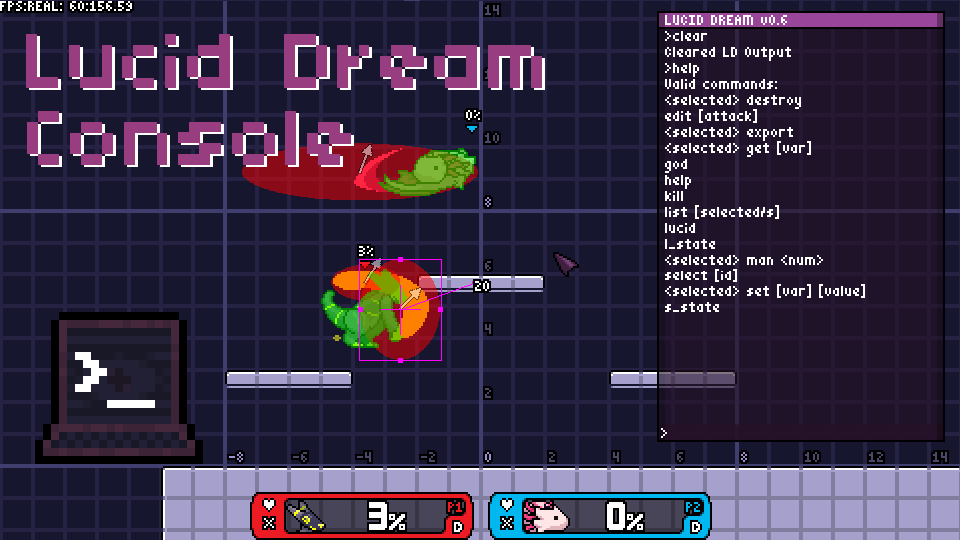 FPS:REAL: 60:156.59
Lucid Dream
Console
14
10
8
6
4
2
0%
3%
20
-8 -6 -4 -2 0 2 4 6 8 10 12 14
LUCID DREAM v0.6
>clear
Cleared LD Output
>help
Valid commands:
<selected> destroy
edit [attack]
<selected> export
<selected> get [var]
god
help
kill
list [selected/s]
lucid
l_state
<selected> man <num>
select [id]
<selected> set [var] [value]
s_state
>
>_
3% P1 D
0% P2 D